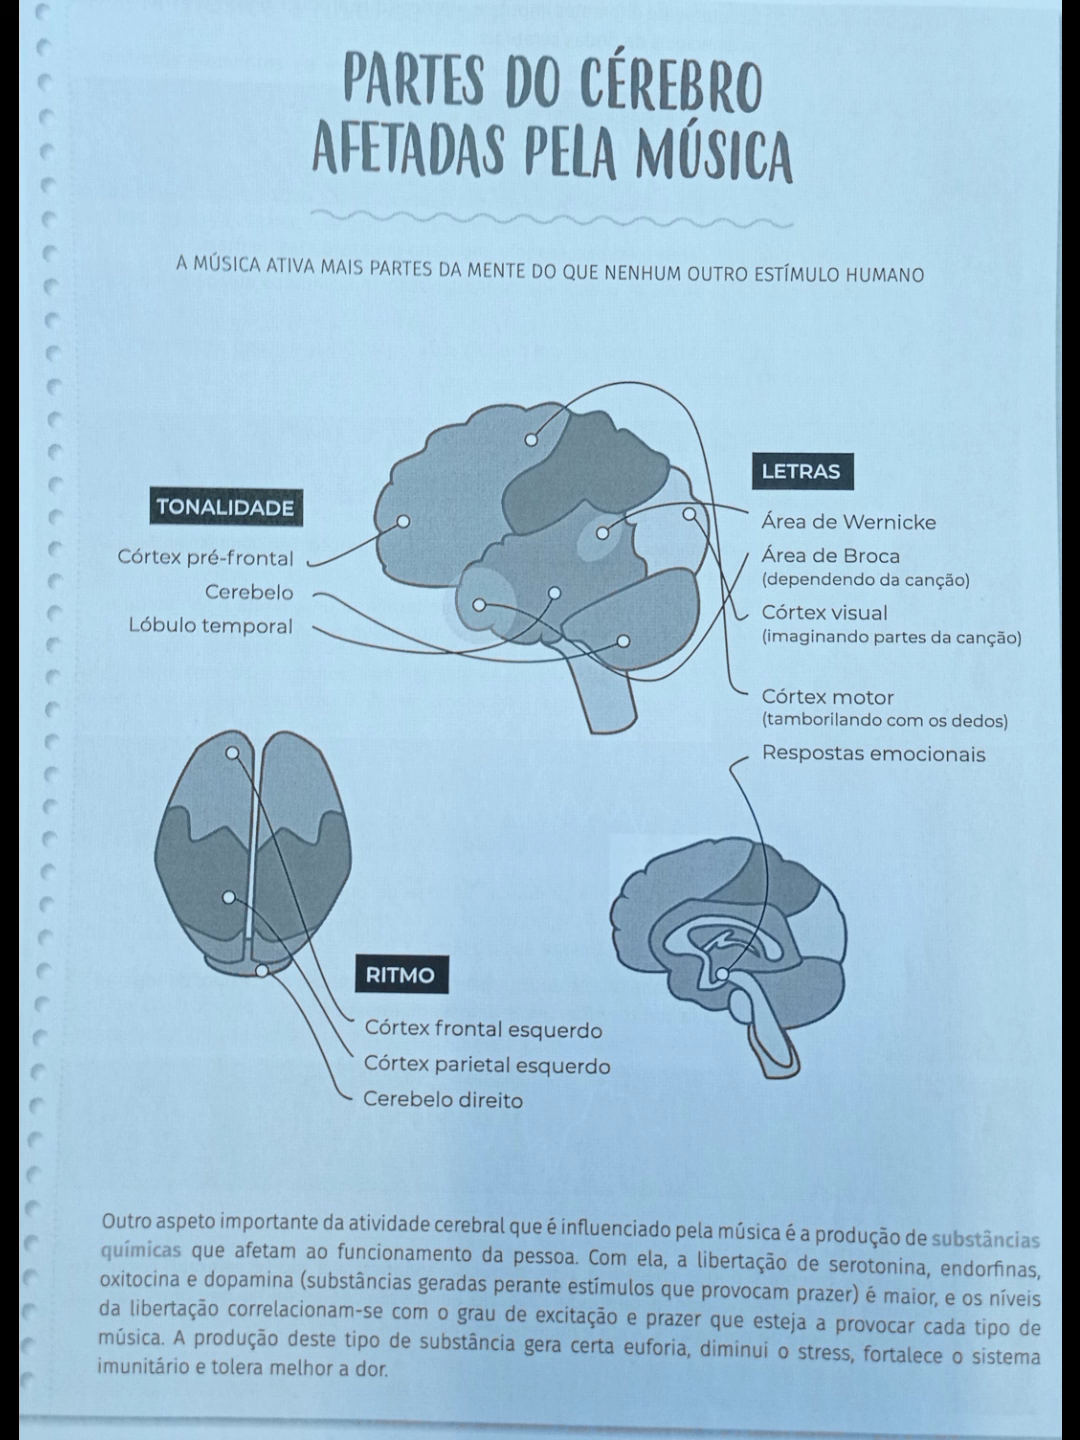 PARTES DO CÉREBRO
AFETADAS PELA MÚSICA
A MÚSICA ATIVA MAIS PARTES DA MENTE DO QUE NENHUM OUTRO ESTÍMULO HUMANO
TONALIDADE
Córtex pré-frontal
Cerebelo
Lóbulo temporal
LETRAS
Área de Wernicke
Área de Broca
(dependendo da canção)
Córtex visual
(imaginando partes da canção)
Córtex motor
(tamborilando com os dedos)
Respostas emocionais
RITMO
Córtex frontal esquerdo
Córtex parietal esquerdo
Cerebelo direito
Outro aspeto importante da atividade cerebral que é influenciado pela música é a produção de substâncias
químicas que afetam ao funcionamento da pessoa. Com ela, a libertação de serotonina, endorfinas,
oxitocina e dopamina (substâncias geradas perante estímulos que provocam prazer) é maior, e os níveis
da libertação correlacionam-se com o grau de excitação e prazer que esteja a provocar cada tipo de
música. A produção deste tipo de substância gera certa euforia, diminui o stress, fortalece o sistema
imunitário e tolera melhor a dor.